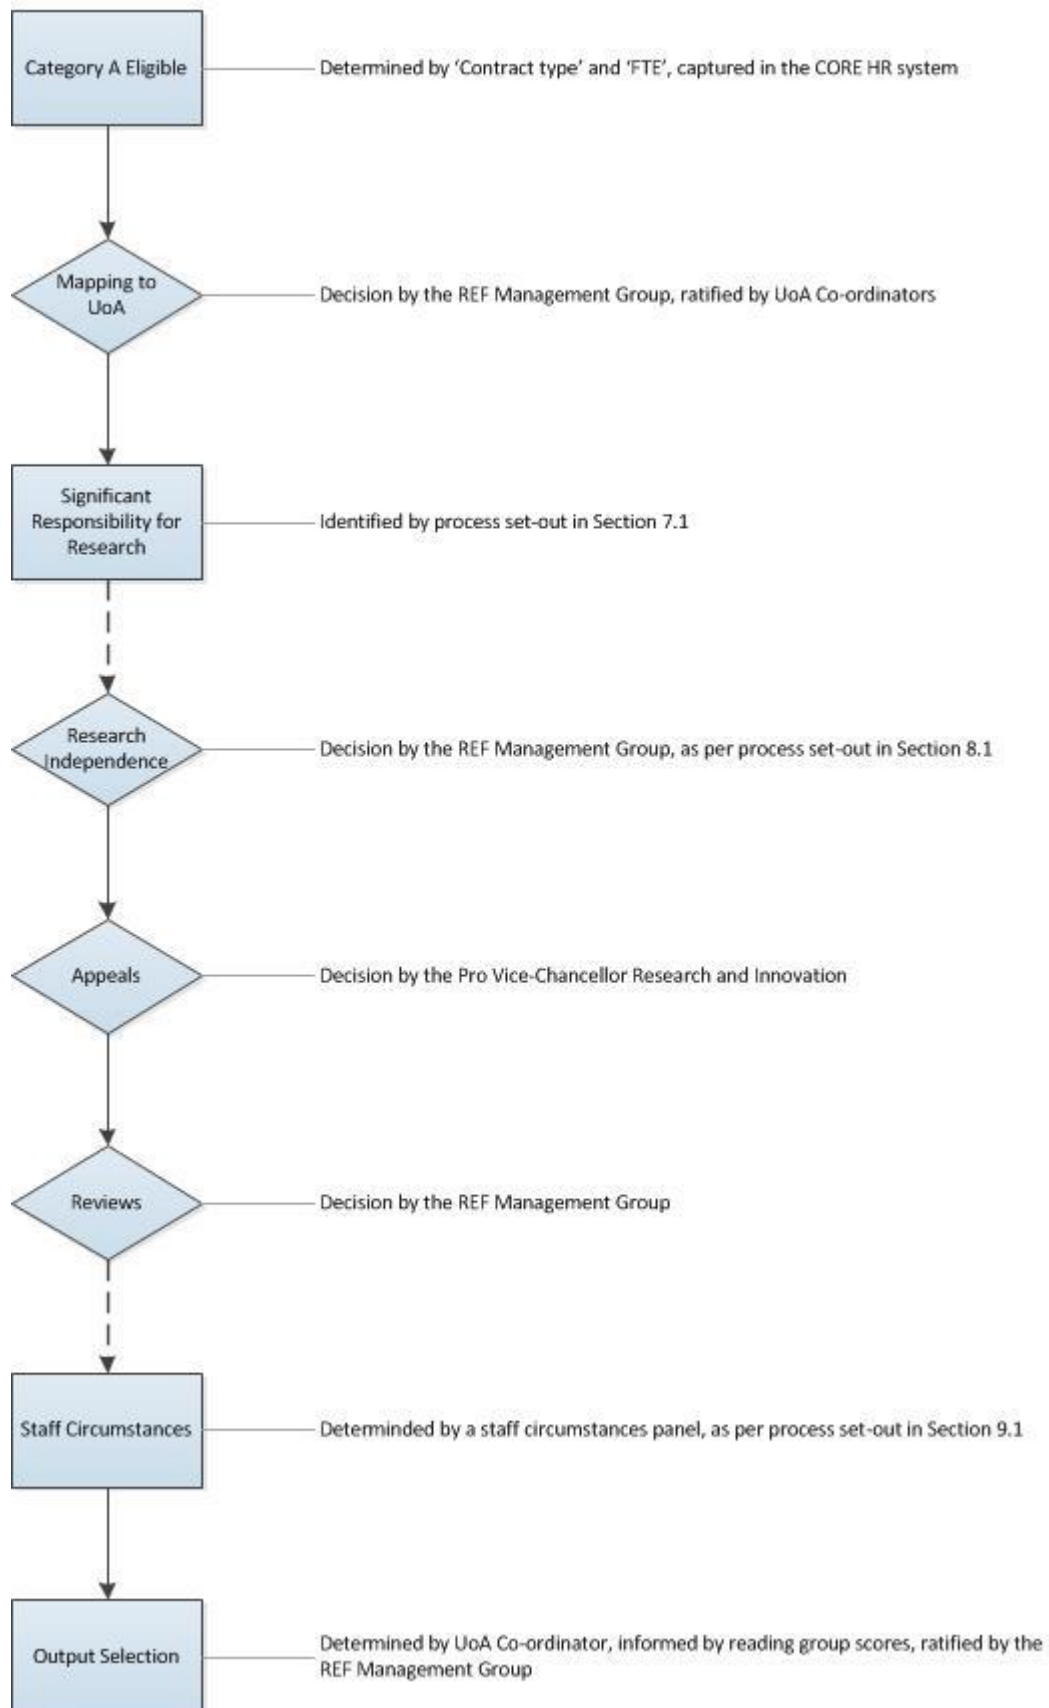 Category A Eligible
Determined by ‘Contract type’ and ‘FTE’, captured in the CORE HR system
Mapping to
UoA
Decision by the REF Management Group, ratified by UoA Co-ordinators
Significant
Responsibility for
Research
Identified by process set-out in Section 7.1
Research
Independence
Decision by the REF Management Group, as per process set-out in Section 8.1
Appeals
Decision by the Pro Vice-Chancellor Research and Innovation
Reviews
Decision by the REF Management Group
Staff Circumstances
Determinded by a staff circumstances panel, as per process set-out in Section 9.1
Output Selection
Determined by UoA Co-ordinator, informed by reading group scores, ratified by the
REF Management Group